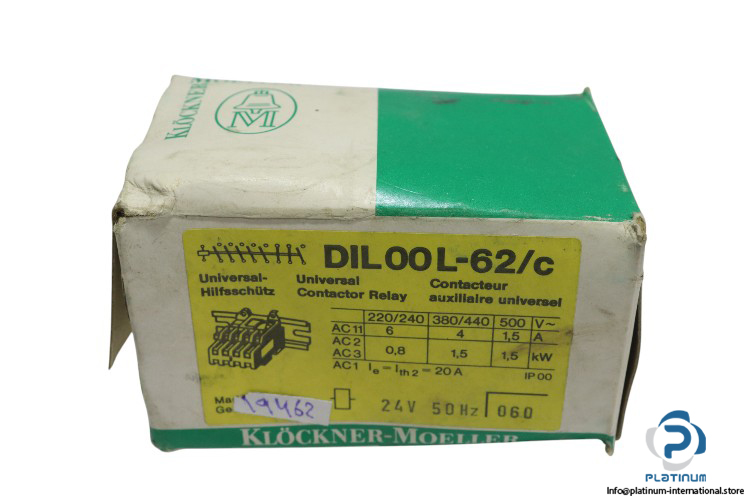 KLÖCKNER
M
DIL00L-62/c
Universal-
Hilfsschütz
Universal
Contactor Relay
Contacteur
auxiliaire universel
220/240 380/440 500 V~
AC11 6 4 1,5 A
AC2
AC3 0,8 1,5 1,5 kW
AC1 Ie = Ith2 = 20 A IP00
19462
24V 50Hz 060
KLÖCKNER-MOELLER
PLATINUM
Info@platinum-international.store